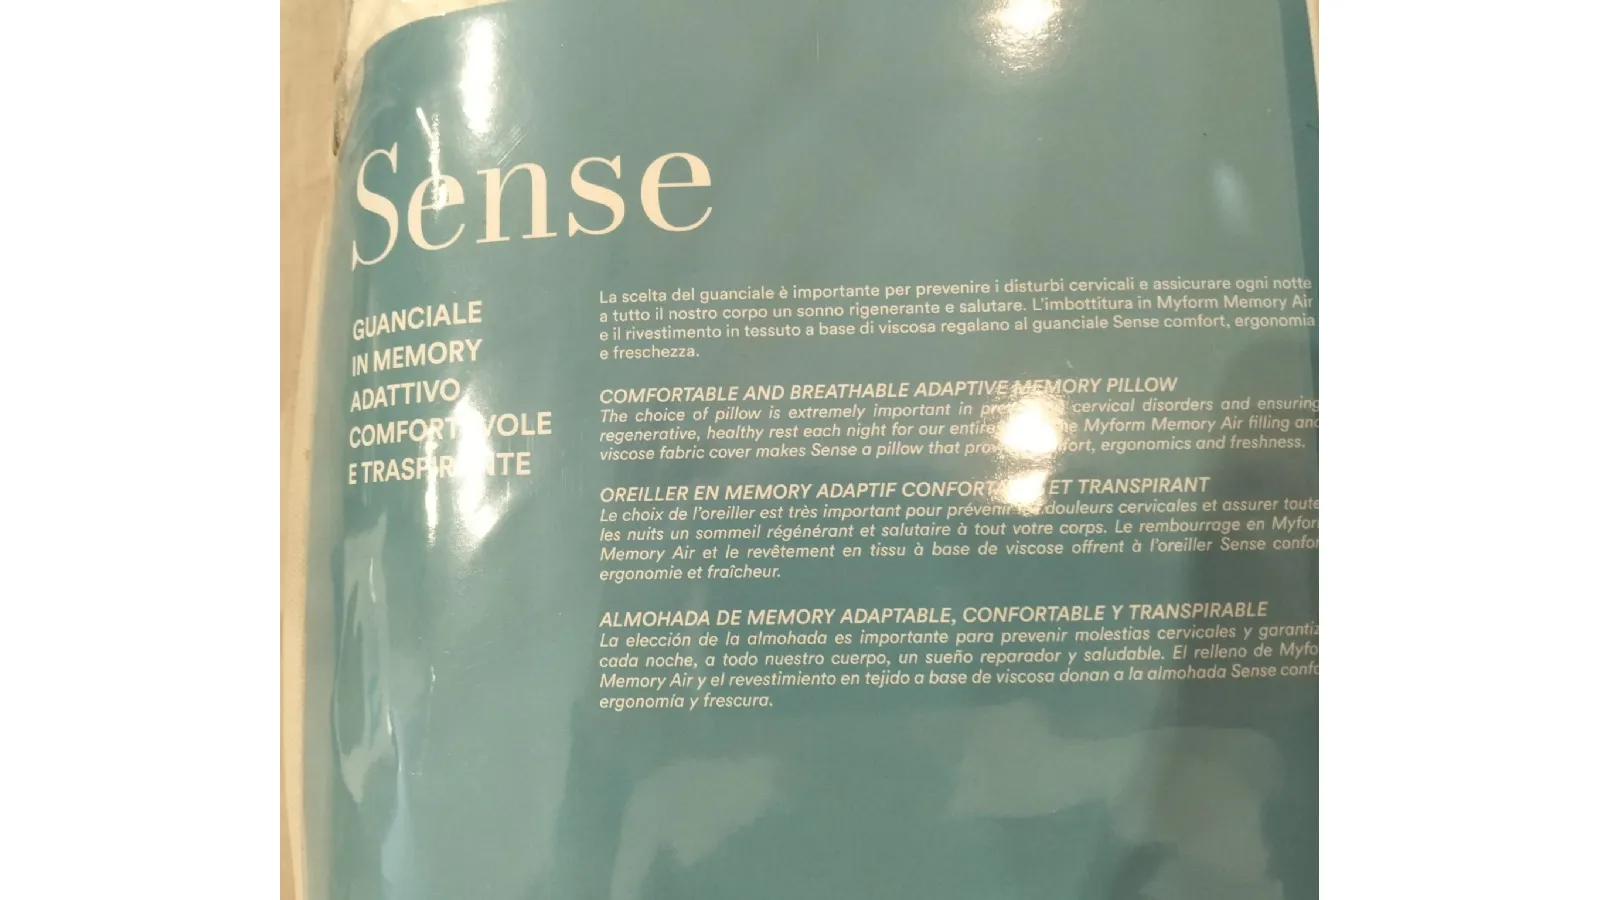 Sense
GUANCIALE
IN MEMORY
ADATTIVO
E
La scelta del guanciale è importante per prevenire i disturbi cervicali e assicurare ogni notte
a tutto il nostro corpo un sonno rigenerante e salutare. L'imbottitura in Myform Memory Air
e il rivestimento in tessuto a base di viscosa regalano al guanciale Sense comfort, ergonomia
e freschezza.
COMFORTABLE AND BREATHABLE ADAPTIVE MEMORY PILLOW
The choice of pillow is extremely important in cervical disorders and ensuring
regenerative, healthy rest each night for our Myform Memory Air filling
viscose fabric cover makes Sense a pillow that ergonomics and freshness.
OREILLER EN MEMORY ADAPTIF ET TRANSPIRANT
Le choix de l'oreiller est très important pour prévenir douleurs cervicales et assurer
les nuits un sommeil régénérant et salutaire à tout votre corps. Le rembourrage en
Memory Air et le revêtement en tissu à base de viscose offrent à l'oreiller Sense
ergonomie et fraîcheur.
ALMOHADA DE MEMORY ADAPTABLE, CONFORTABLE Y TRANSPIRABLE
La elección de la almohada es importante para prevenir molestias cervicales y
cada noche, a todo nuestro cuerpo, un sueño reparador y saludable. El relleno de
Memory Air y el revestimiento en tejido a base de viscosa donan a la almohada Sense
ergonomía y frescura.